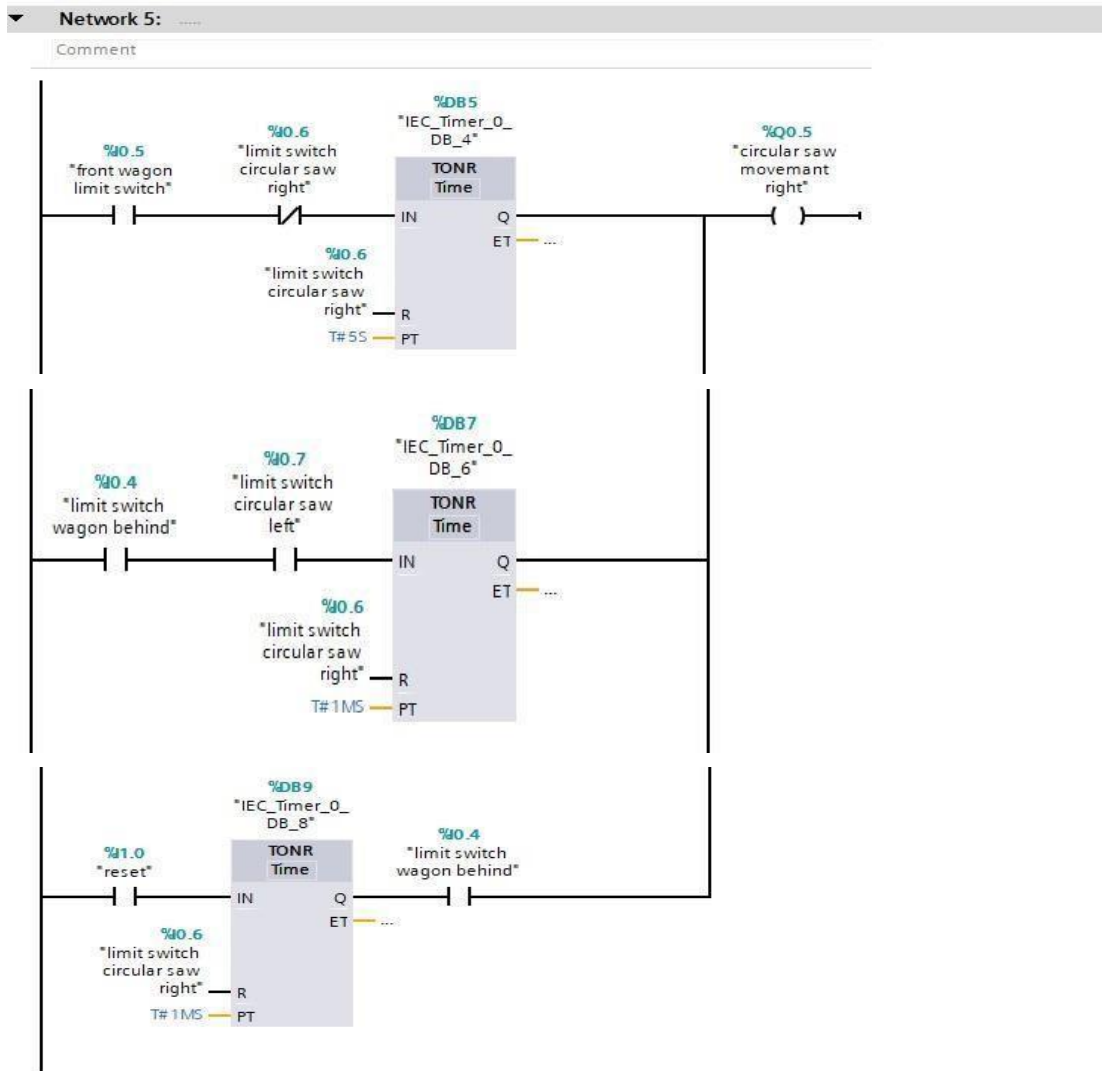 Network 5: .....
Comment
%DB5
"IEC_Timer_0_
DB_4"
%I0.5
"front wagon
limit switch"
%I0.6
"limit switch
circular saw
right"
TONR
Time
%Q0.5
"circular saw
movemant
right"
IN
Q
ET
...
%I0.6
"limit switch
circular saw
right"
R
T#5S
PT
%DB7
"IEC_Timer_0_
DB_6"
%I0.4
"limit switch
wagon behind"
%I0.7
"limit switch
circular saw
left"
TONR
Time
IN
Q
ET
...
%I0.6
"limit switch
circular saw
right"
R
T#1MS
PT
%DB9
"IEC_Timer_0_
DB_8"
%I1.0
"reset"
TONR
Time
%I0.4
"limit switch
wagon behind"
IN
Q
ET
...
%I0.6
"limit switch
circular saw
right"
R
T#1MS
PT